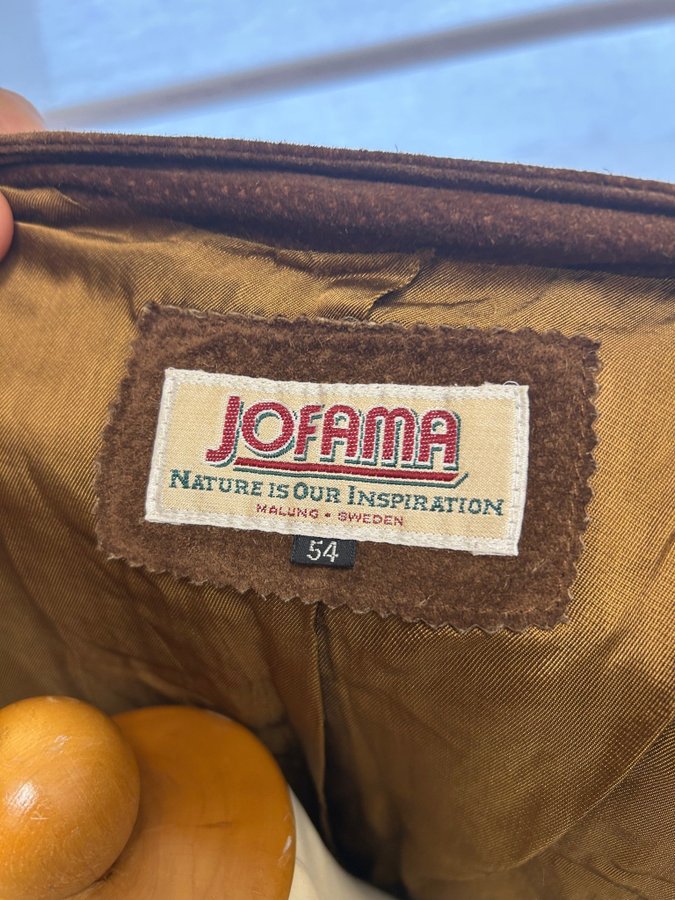 JOFAMA
NATURE IS OUR INSPIRATION
MALUNG • SWEDEN
54